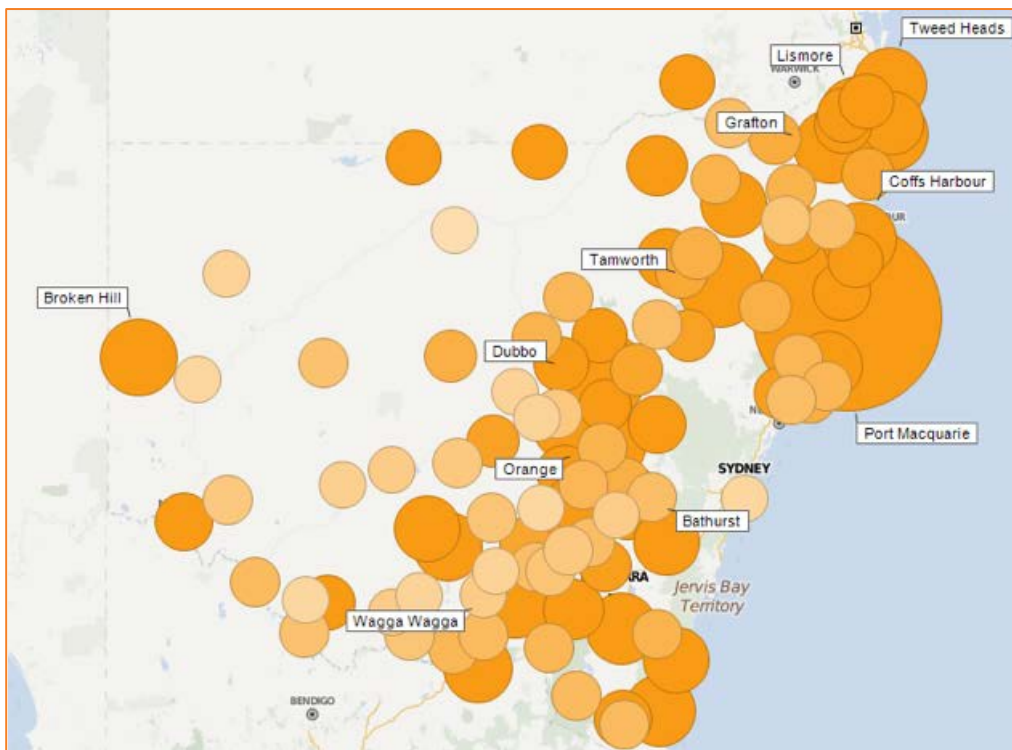 Tweed Heads
Lismore
WARWICK
Grafton
Coffs Harbour
Tamworth
Broken Hill
Dubbo
Port Macquarie
Orange
SYDNEY
Bathurst
Jervis Bay
Territory
Wagga Wagga
BENDIGO